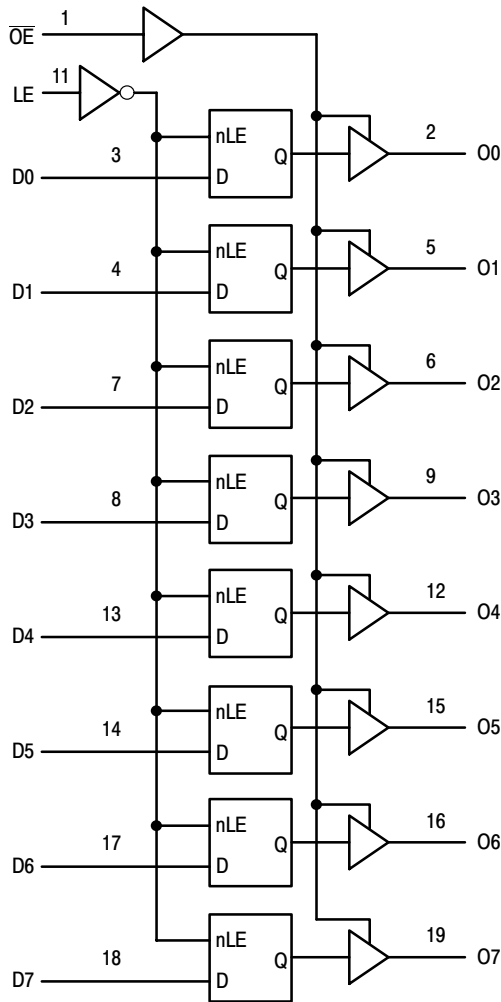 O̅E̅ 1
LE 11
nLE
D0 3 D Q 2 O0
nLE
D1 4 D Q 5 O1
nLE
D2 7 D Q 6 O2
nLE
D3 8 D Q 9 O3
nLE
D4 13 D Q 12 O4
nLE
D5 14 D Q 15 O5
nLE
D6 17 D Q 16 O6
nLE
D7 18 D Q 19 O7